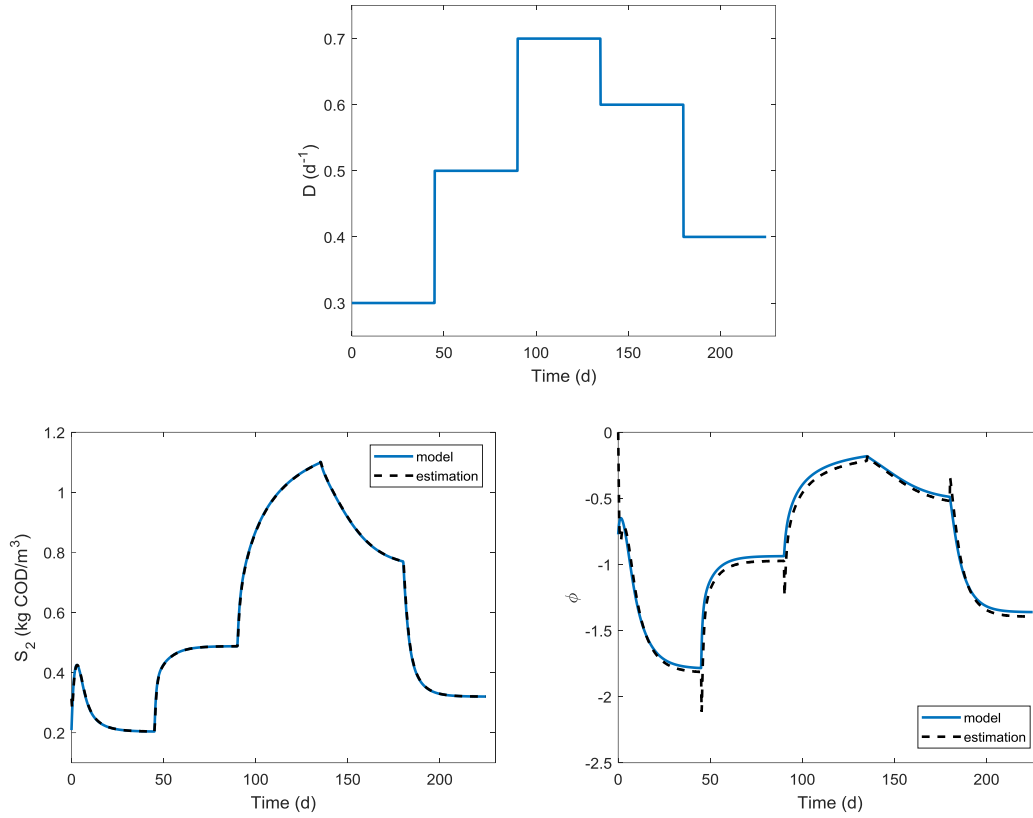 0.7
0.6
0.5
0.4
0.3
D (d⁻¹)
0 50 100 150 200
Time (d)
1.2
1
0.8
0.6
0.4
0.2
S₂ (kg COD/m³)
model
estimation
0 50 100 150 200
Time (d)
0
-0.5
-1
-1.5
-2
-2.5
ϕ
model
estimation
0 50 100 150 200
Time (d)